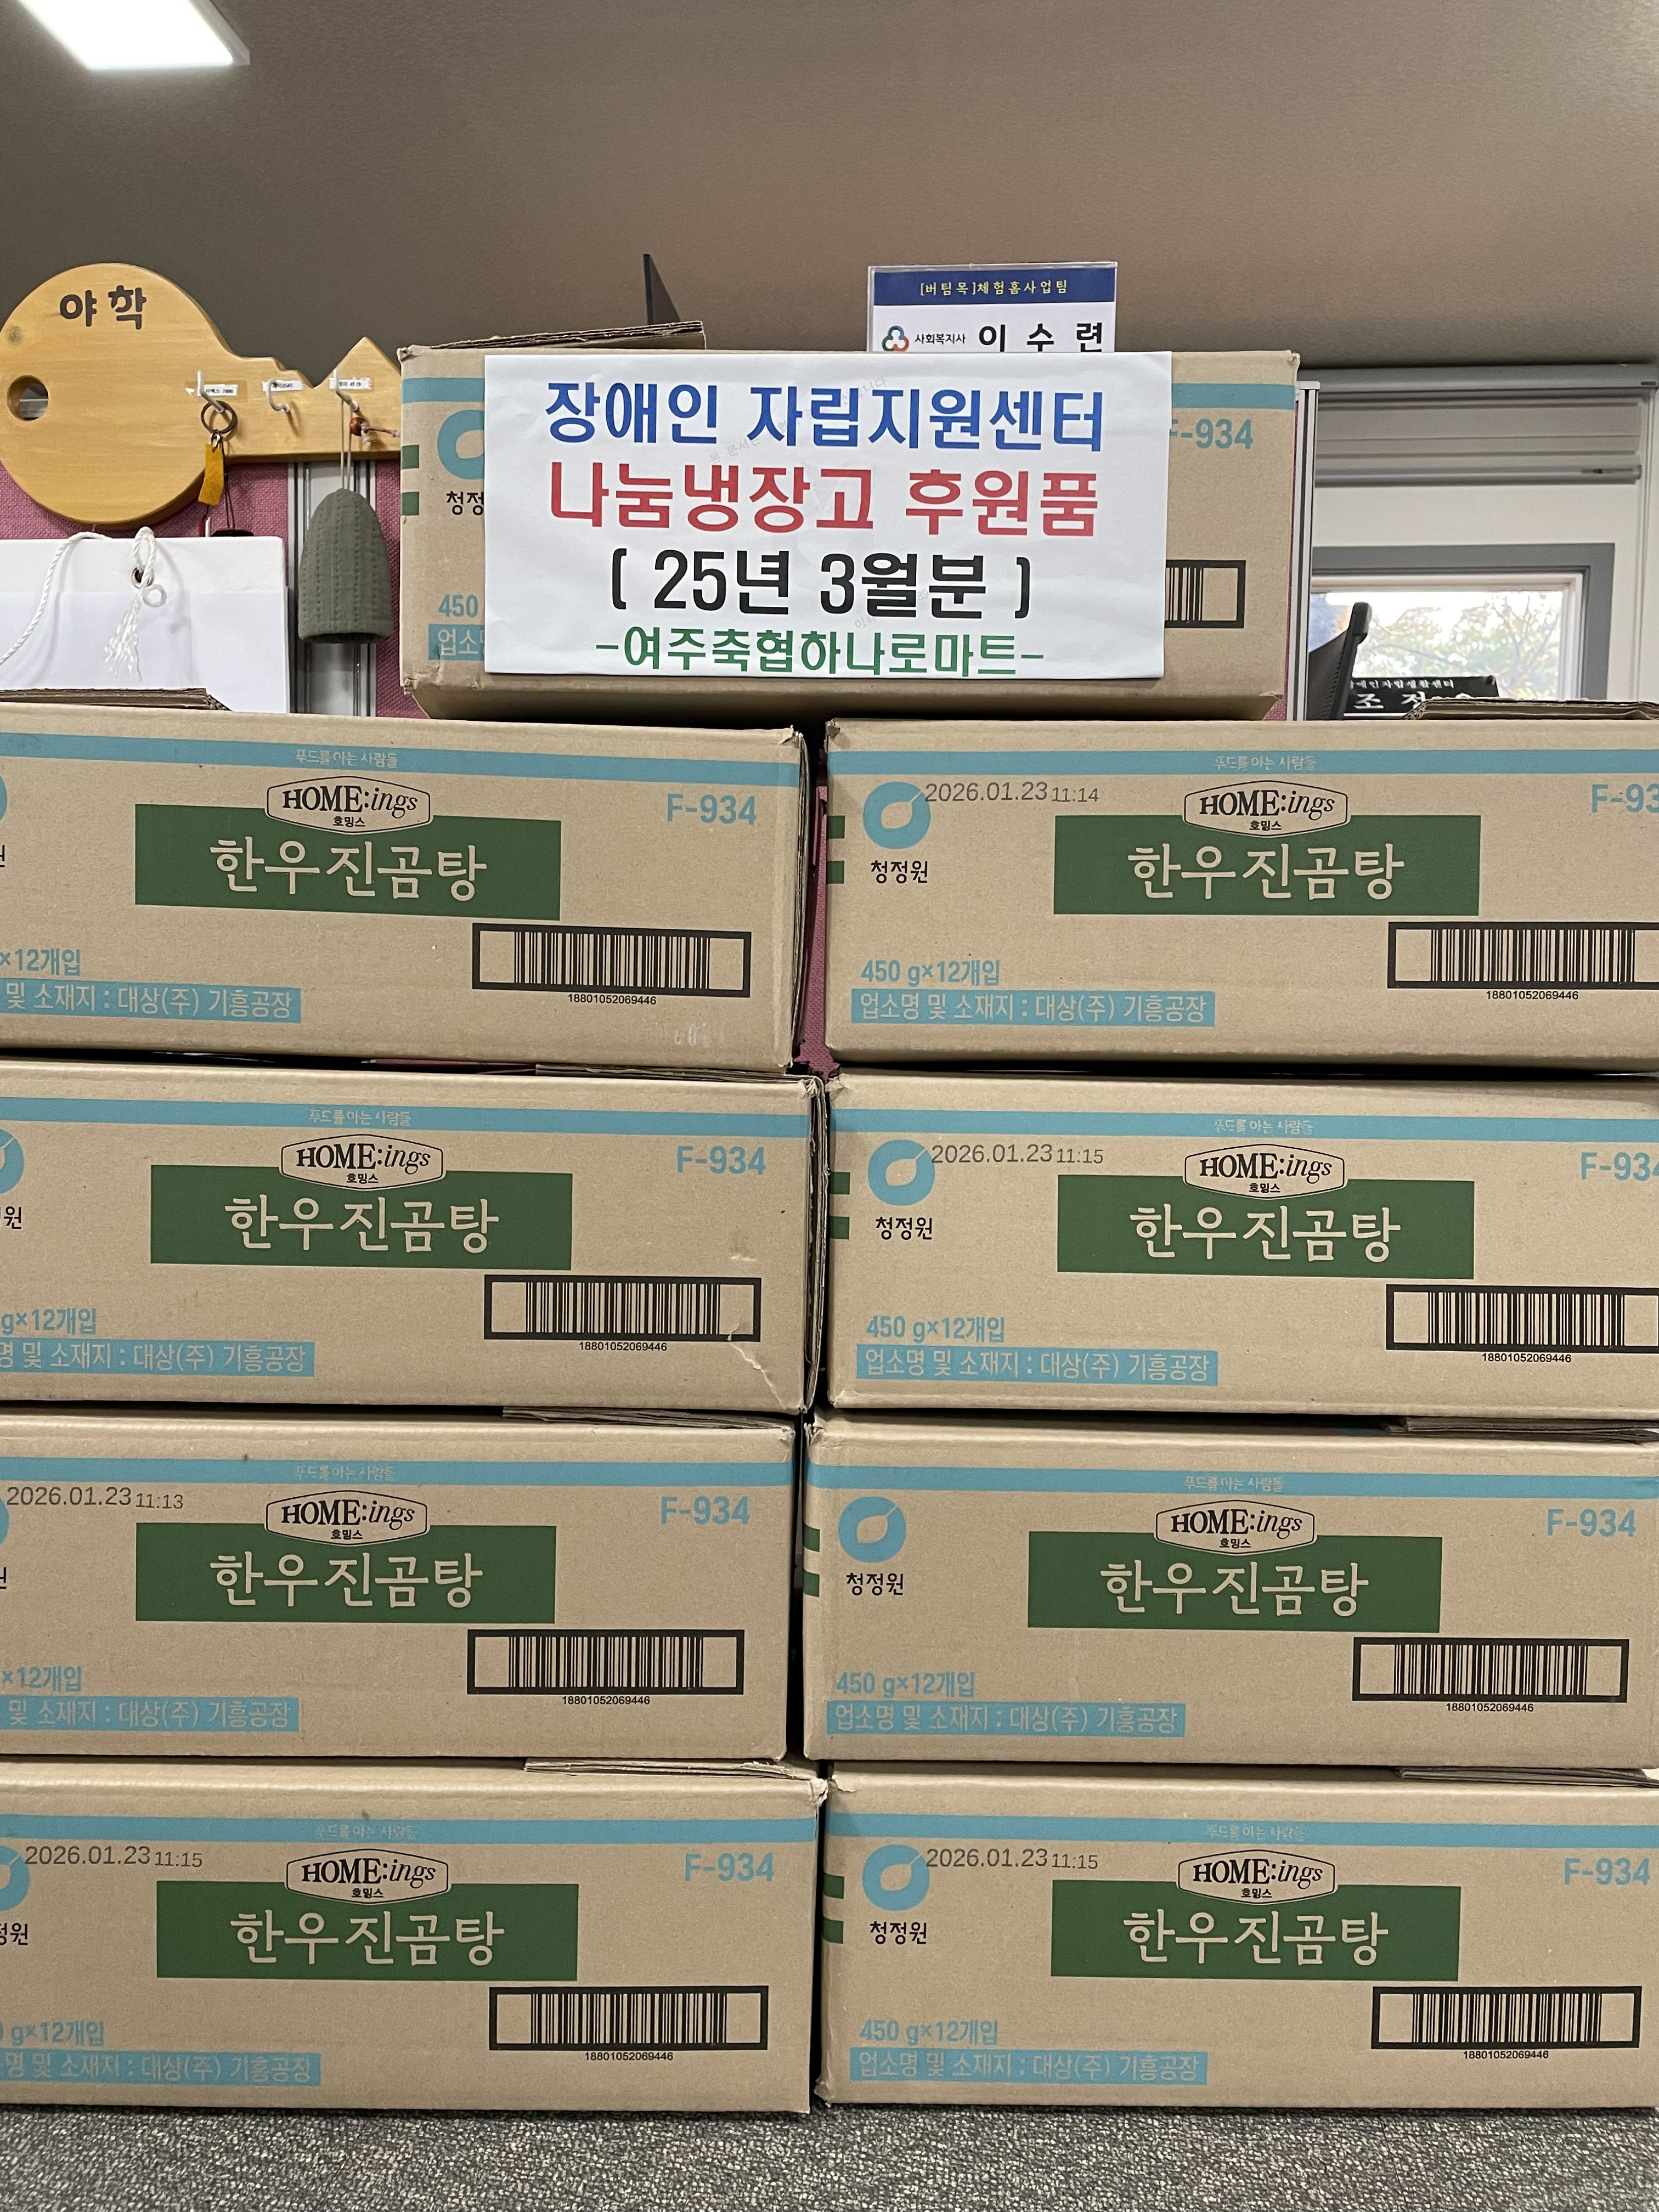 야학
[버팀목]체험홈사업팀
사회복지사 이수련
장애인 자립지원센터
나눔냉장고 후원품
( 25년 3월분 )
-여주축협하나로마트-
F-934
청정
450
업소명
조정
푸드를 아는 사람들
HOME:ings
호밍스
F-934
한우진곰탕
원
×12개입
및 소재지 : 대상(주) 기흥공장
18801052069446
푸드를 아는 사람들
2026.01.23 11:14
HOME:ings
호밍스
F-93
청정원
한우진곰탕
450 g×12개입
업소명 및 소재지 : 대상(주) 기흥공장
18801052069446
푸드를 아는 사람들
HOME:ings
호밍스
F-934
원
한우진곰탕
g×12개입
명 및 소재지 : 대상(주) 기흥공장
18801052069446
푸드를 아는 사람들
2026.01.23 11:15
HOME:ings
호밍스
F-934
청정원
한우진곰탕
450 g×12개입
업소명 및 소재지 : 대상(주) 기흥공장
18801052069446
푸드를 아는 사람들
2026.01.23 11:13
HOME:ings
호밍스
F-934
한우진곰탕
×12개입
및 소재지 : 대상(주) 기흥공장
18801052069446
푸드를 아는 사람들
HOME:ings
호밍스
F-934
청정원
한우진곰탕
450 g×12개입
업소명 및 소재지 : 대상(주) 기흥공장
18801052069446
푸드를 아는 사람들
2026.01.23 11:15
HOME:ings
호밍스
F-934
정원
한우진곰탕
g×12개입
명 및 소재지 : 대상(주) 기흥공장
18801052069446
푸드를 아는 사람들
2026.01.23 11:15
HOME:ings
호밍스
F-934
청정원
한우진곰탕
450 g×12개입
업소명 및 소재지 : 대상(주) 기흥공장
18801052069446